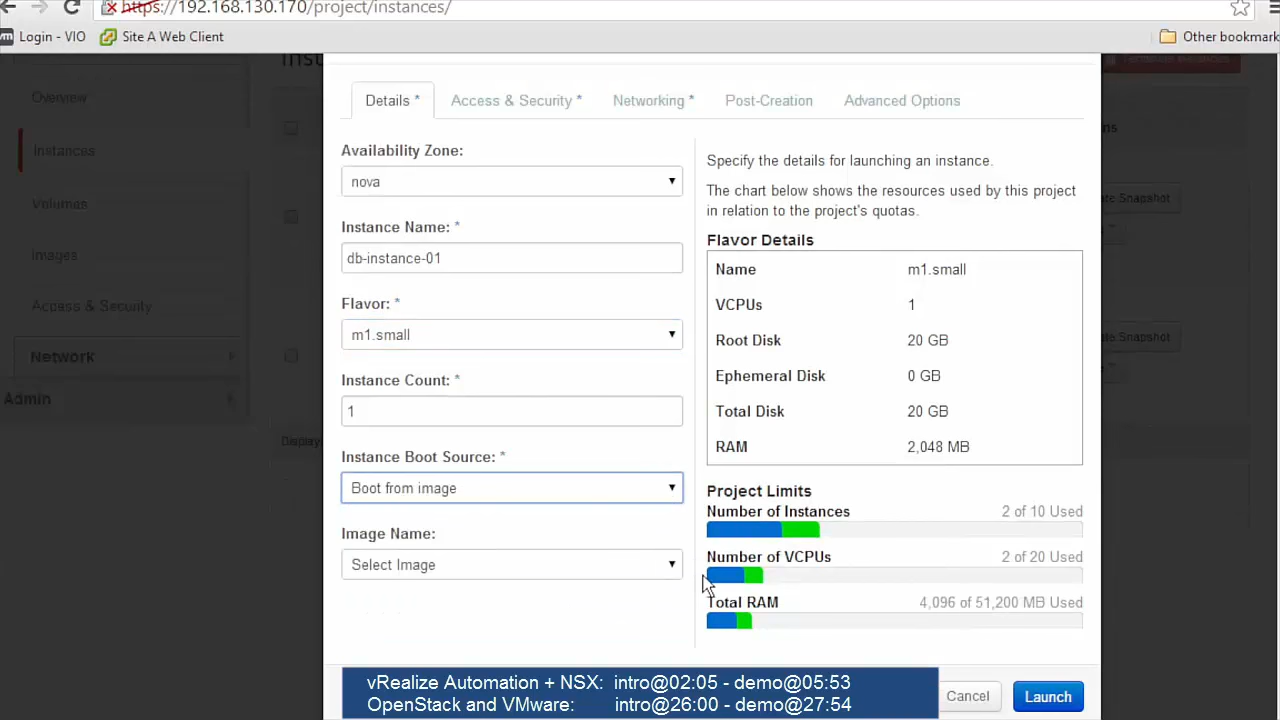 https://192.168.130.170/project/instances/
Login - VIO Site A Web Client Other bookmark
Overview
Instances
Volumes
Images
Access & Security
Network
Admin
Display
te Snapshot
te Snapshot
Details * Access & Security * Networking * Post-Creation Advanced Options
Availability Zone:
nova
Instance Name: *
db-instance-01
Flavor: *
m1.small
Instance Count: *
1
Instance Boot Source: *
Boot from image
Image Name:
Select Image
Specify the details for launching an instance.
The chart below shows the resources used by this project
in relation to the project's quotas.
Flavor Details
Name m1.small
VCPUs 1
Root Disk 20 GB
Ephemeral Disk 0 GB
Total Disk 20 GB
RAM 2,048 MB
Project Limits
Number of Instances 2 of 10 Used
Number of VCPUs 2 of 20 Used
Total RAM 4,096 of 51,200 MB Used
vRealize Automation + NSX: intro@02:05 - demo@05:53
OpenStack and VMware: intro@26:00 - demo@27:54
Cancel Launch